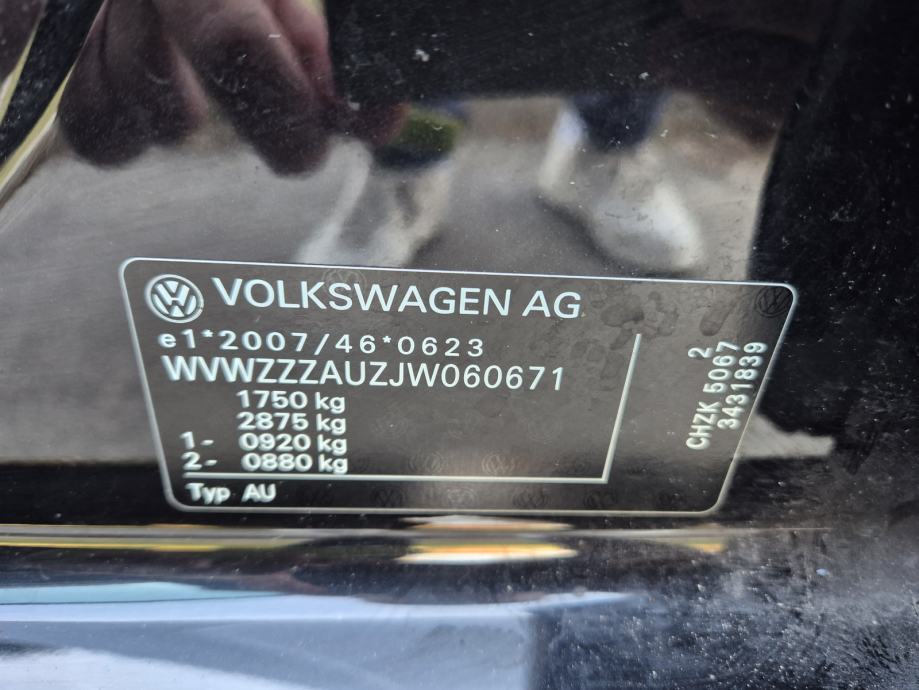 VOLKSWAGEN AG
e1*2007/46*0623
WVWZZZAUZJW060671
1750 kg
2875 kg
1- 0920 kg
2- 0880 kg
Typ AU
2
CHZK 5067
3431839